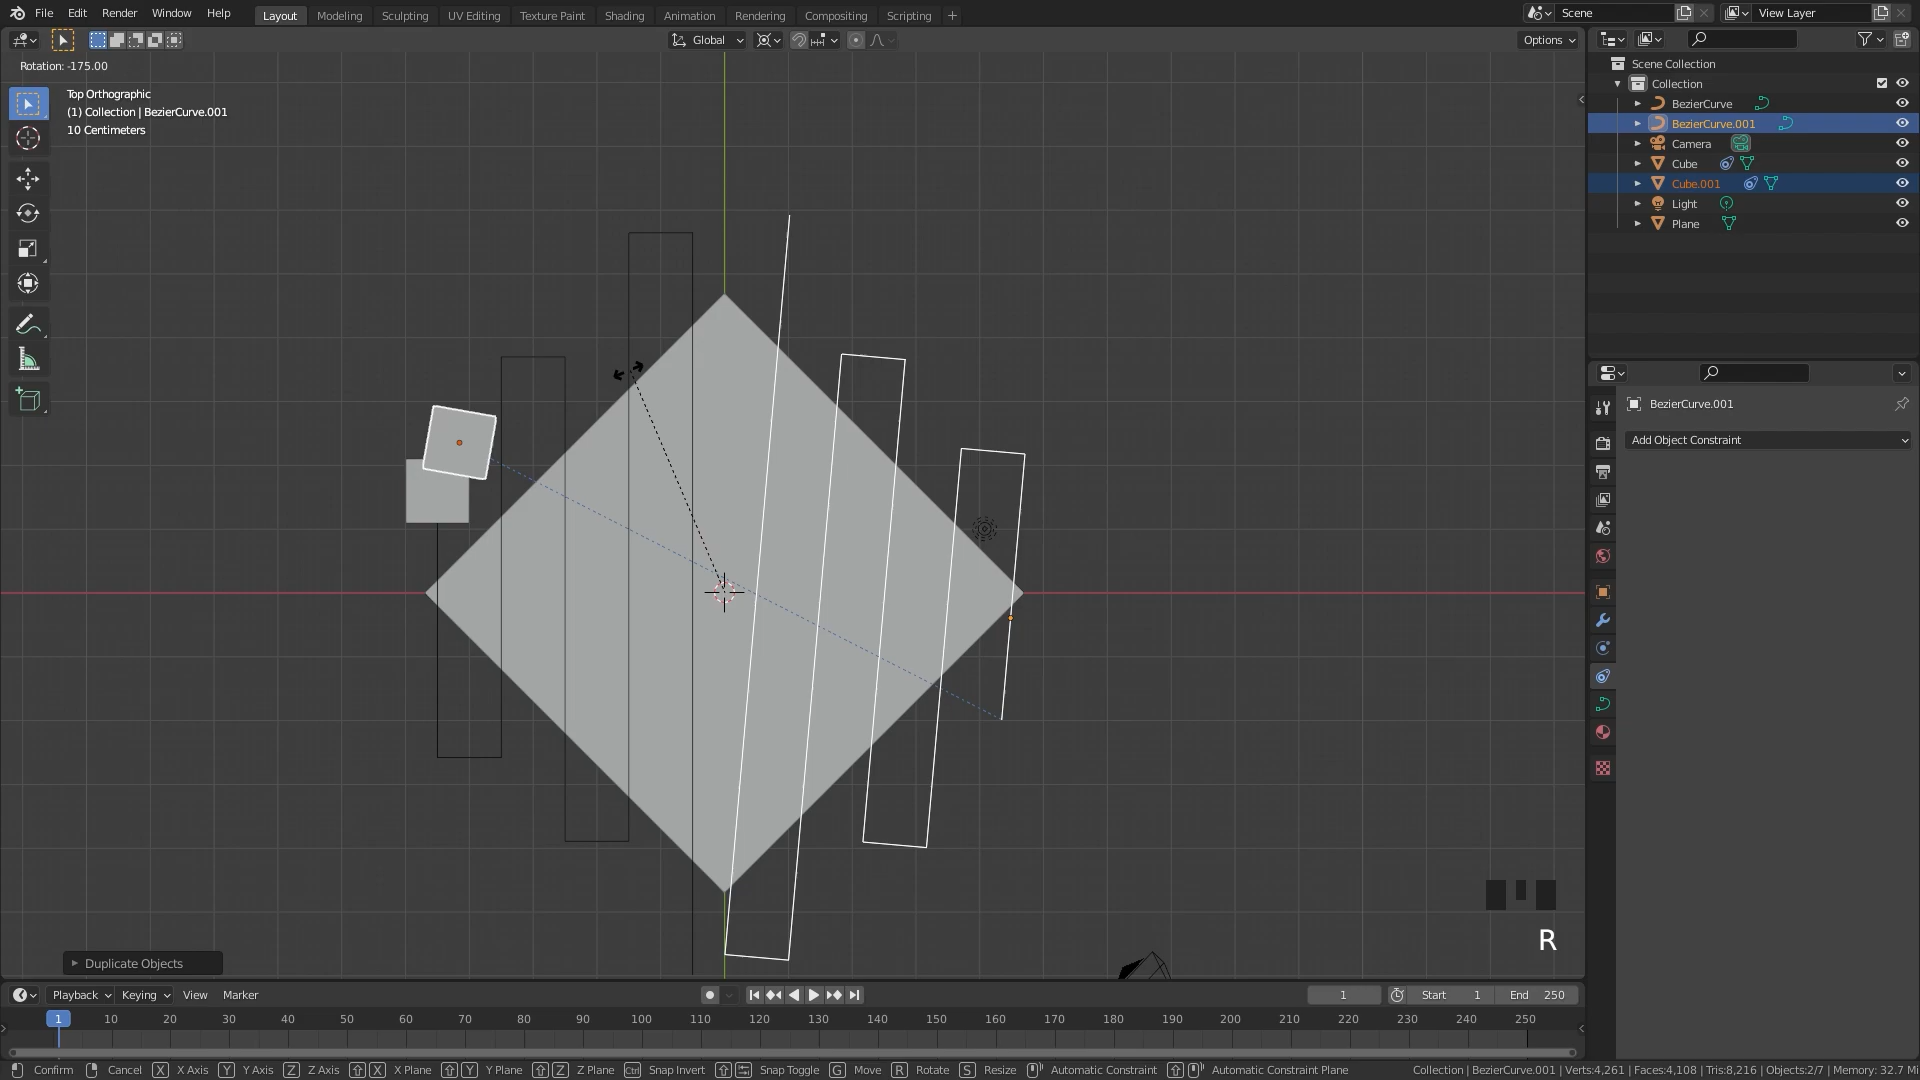 File Edit Render Window Help Layout Modeling Sculpting UV Editing Texture Paint Shading Animation Rendering Compositing Scripting + Scene View Layer
Global Options
Rotation: -175.00
Top Orthographic
(1) Collection | BezierCurve.001
10 Centimeters
Scene Collection
Collection
BezierCurve
BezierCurve.001
Camera
Cube
Cube.001
Light
Plane
BezierCurve.001
Add Object Constraint
R
Duplicate Objects
Playback Keying View Marker 1 Start 1 End 250
1 10 20 30 40 50 60 70 80 90 100 110 120 130 140 150 160 170 180 190 200 210 220 230 240 250
Confirm Cancel X X Axis Y Y Axis Z Z Axis X X Plane Y Y Plane Z Z Plane Ctrl Snap Invert Snap Toggle G Move R Rotate S Resize Automatic Constraint Automatic Constraint Plane Collection | BezierCurve.001 | Verts:4,261 | Faces:4,108 | Tris:8,216 | Objects:2/7 | Memory: 32.7 Mi